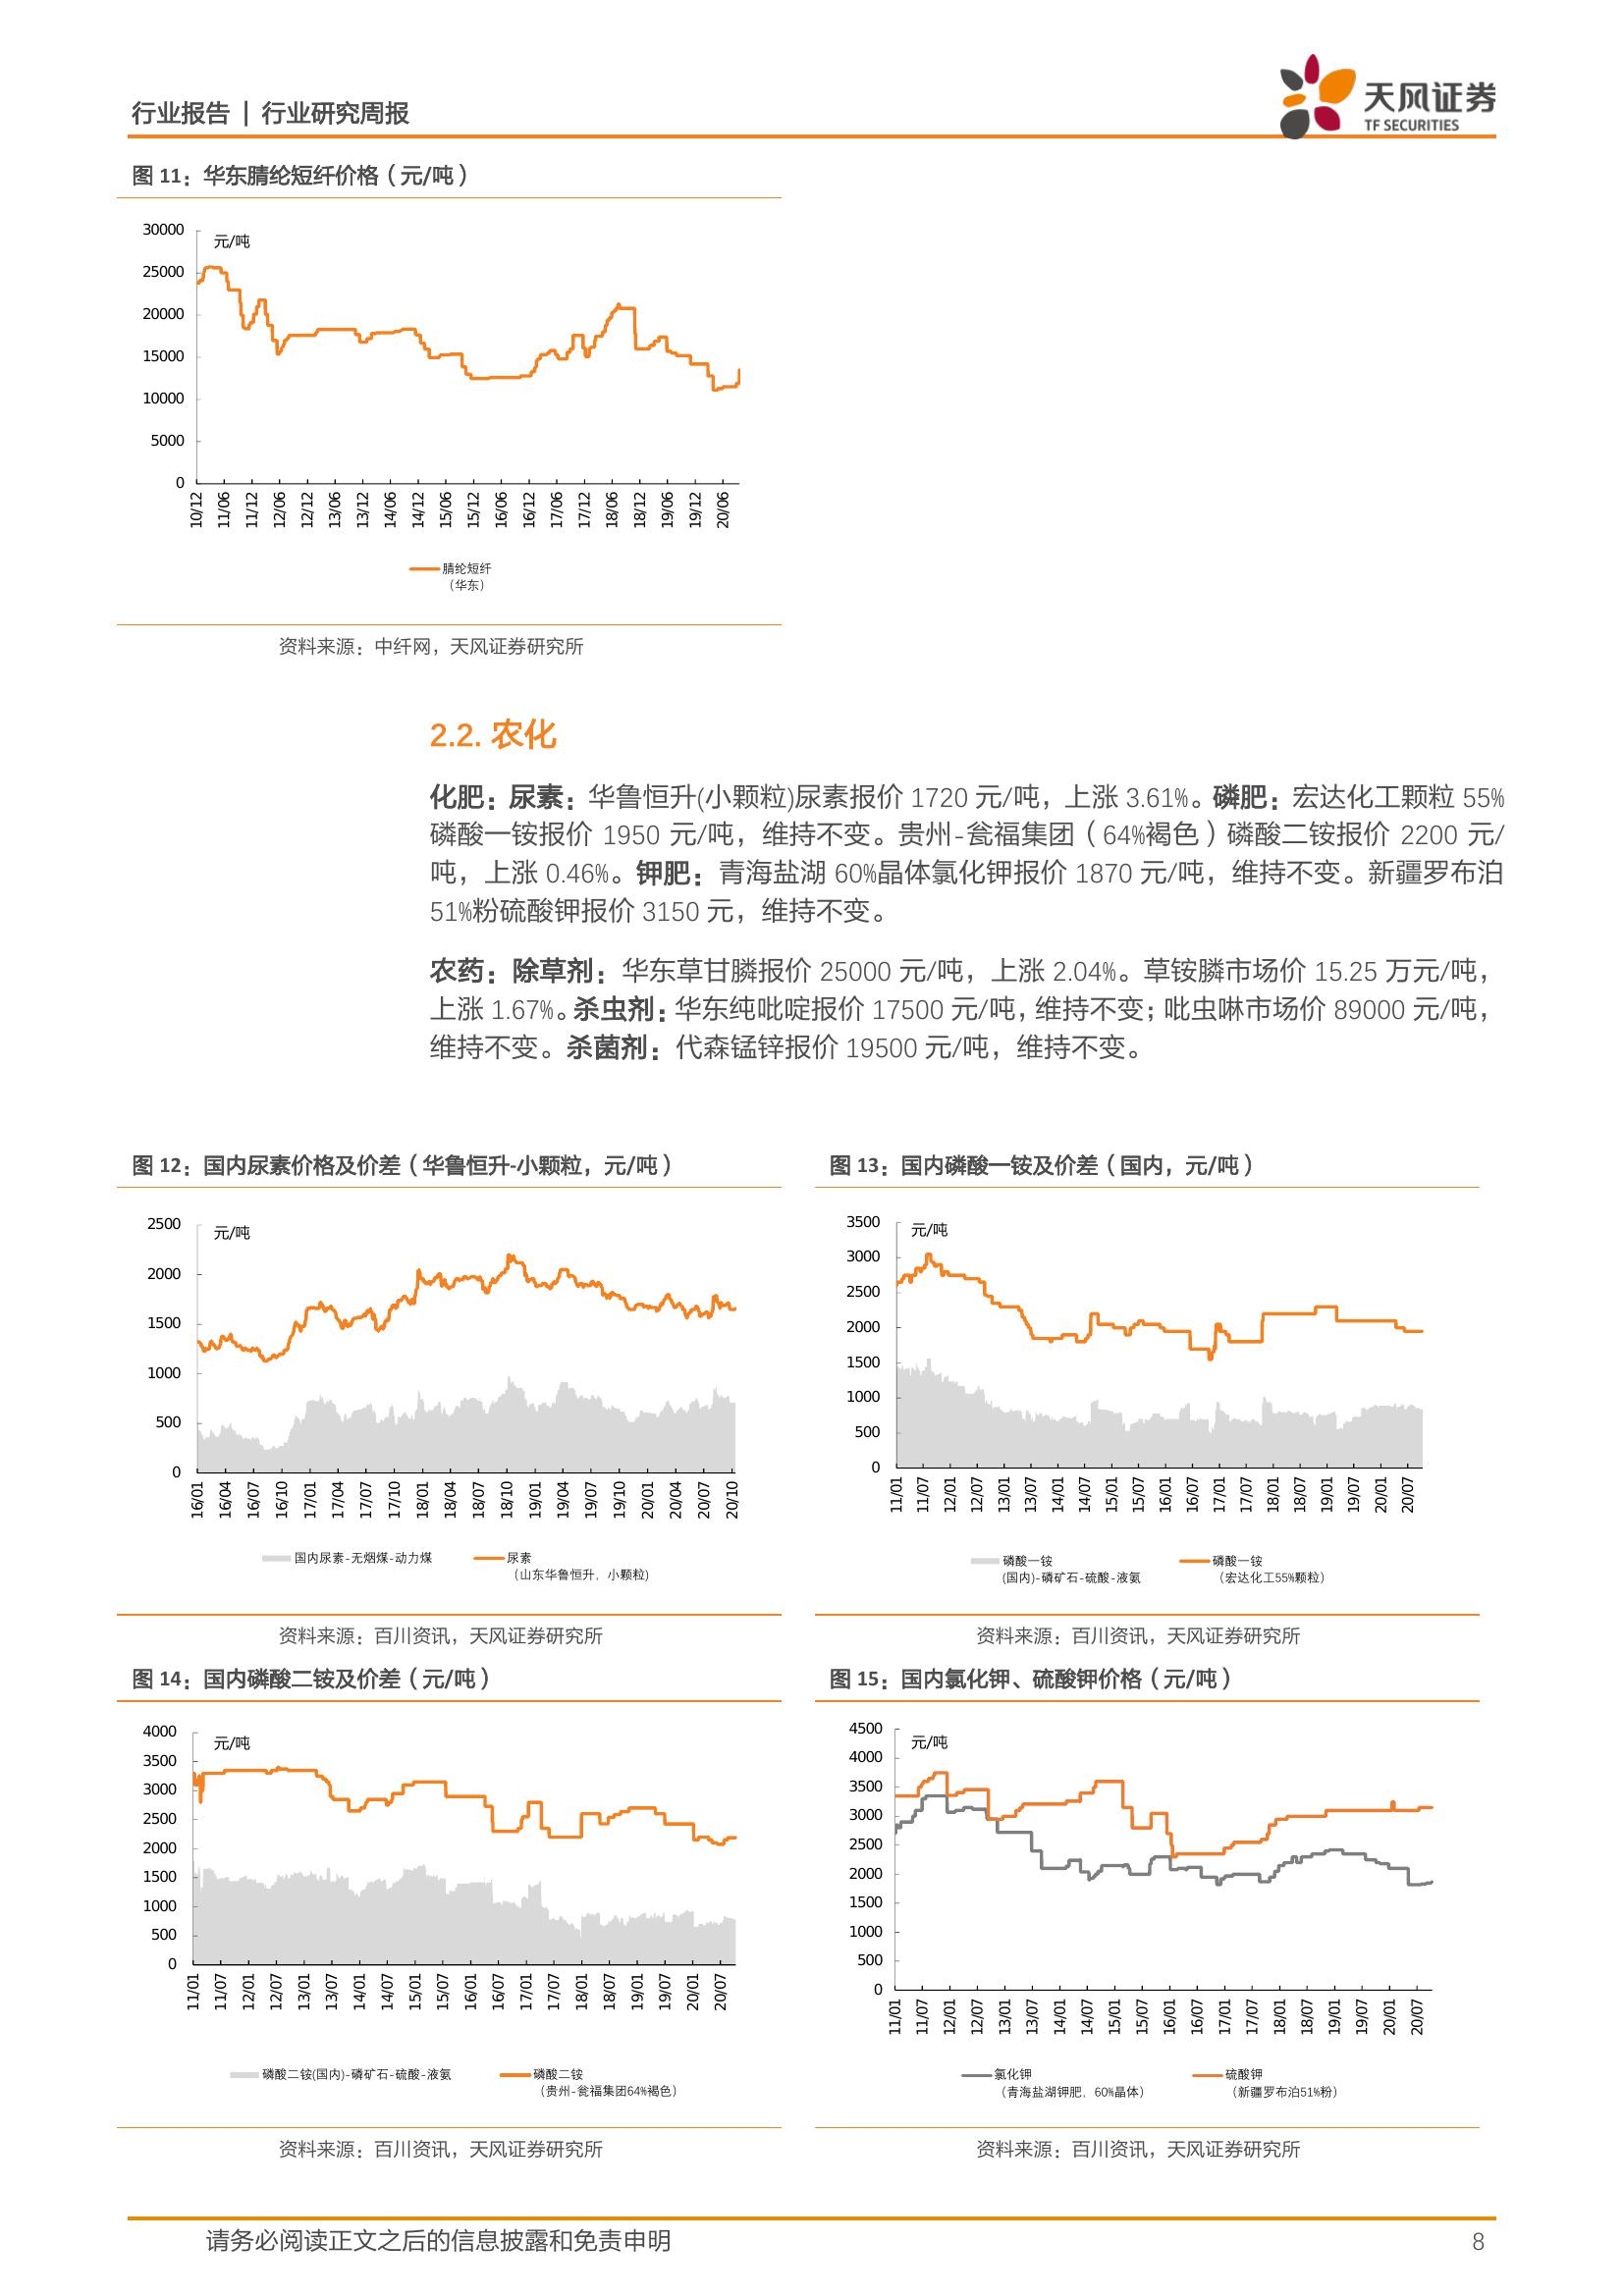 行业报告 | 行业研究周报
天风证券
TF SECURITIES
图 11：华东腈纶短纤价格（元/吨）
30000
25000
20000
15000
10000
5000
0
元/吨
10/12 11/06 11/12 12/06 12/12 13/06 13/12 14/06 14/12 15/06 15/12 16/06 16/12 17/06 17/12 18/06 18/12 19/06 19/12 20/06
腈纶短纤
（华东）
资料来源：中纤网，天风证券研究所
2.2. 农化
化肥：尿素：华鲁恒升(小颗粒)尿素报价 1720 元/吨，上涨 3.61%。磷肥：宏达化工颗粒 55%
磷酸一铵报价 1950 元/吨，维持不变。贵州-瓮福集团（64%褐色）磷酸二铵报价 2200 元/
吨，上涨 0.46%。钾肥：青海盐湖 60%晶体氯化钾报价 1870 元/吨，维持不变。新疆罗布泊
51%粉硫酸钾报价 3150 元，维持不变。
农药：除草剂：华东草甘膦报价 25000 元/吨，上涨 2.04%。草铵膦市场价 15.25 万元/吨，
上涨 1.67%。杀虫剂：华东纯吡啶报价 17500 元/吨，维持不变；吡虫啉市场价 89000 元/吨，
维持不变。杀菌剂：代森锰锌报价 19500 元/吨，维持不变。
图 12：国内尿素价格及价差（华鲁恒升-小颗粒，元/吨）
2500
2000
1500
1000
500
0
元/吨
16/01 16/04 16/07 16/10 17/01 17/04 17/07 17/10 18/01 18/04 18/07 18/10 19/01 19/04 19/07 19/10 20/01 20/04 20/07 20/10
国内尿素-无烟煤-动力煤
尿素
（山东华鲁恒升，小颗粒)
资料来源：百川资讯，天风证券研究所
图 13：国内磷酸一铵及价差（国内，元/吨）
3500
3000
2500
2000
1500
1000
500
0
元/吨
11/01 11/07 12/01 12/07 13/01 13/07 14/01 14/07 15/01 15/07 16/01 16/07 17/01 17/07 18/01 18/07 19/01 19/07 20/01 20/07
磷酸一铵
(国内)-磷矿石-硫酸-液氨
磷酸一铵
（宏达化工55%颗粒）
资料来源：百川资讯，天风证券研究所
图 14：国内磷酸二铵及价差（元/吨）
4000
3500
3000
2500
2000
1500
1000
500
0
元/吨
11/01 11/07 12/01 12/07 13/01 13/07 14/01 14/07 15/01 15/07 16/01 16/07 17/01 17/07 18/01 18/07 19/01 19/07 20/01 20/07
磷酸二铵(国内)-磷矿石-硫酸-液氨
磷酸二铵
（贵州-瓮福集团64%褐色）
资料来源：百川资讯，天风证券研究所
图 15：国内氯化钾、硫酸钾价格（元/吨）
4500
4000
3500
3000
2500
2000
1500
1000
500
0
元/吨
11/01 11/07 12/01 12/07 13/01 13/07 14/01 14/07 15/01 15/07 16/01 16/07 17/01 17/07 18/01 18/07 19/01 19/07 20/01 20/07
氯化钾
（青海盐湖钾肥，60%晶体）
硫酸钾
（新疆罗布泊51%粉）
资料来源：百川资讯，天风证券研究所
请务必阅读正文之后的信息披露和免责申明
8